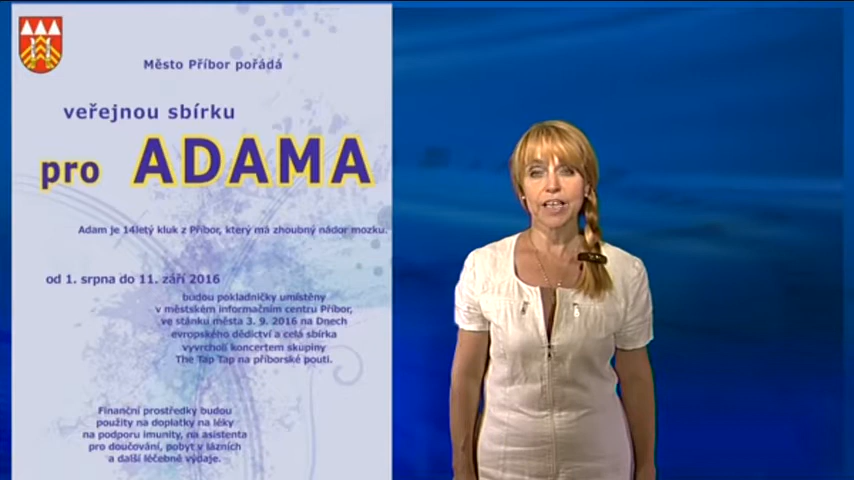 Město Příbor pořádá
veřejnou sbírku
pro ADAMA
Adam je 14letý kluk z Příbor, který má zhoubný nádor mozku.
od 1. srpna do 11. září 2016
budou pokladničky umístěny
v městském informačním centru Příbor,
ve stánku města 3. 9. 2016 na Dnech
evropského dědictví a celá sbírka
vyvrcholí koncertem skupiny
The Tap Tap na příborské pouti.
Finanční prostředky budou
použity na doplatky na léky
na podporu imunity, na asistenta
pro doučování, pobyt v lázních
a další léčebné výdaje.